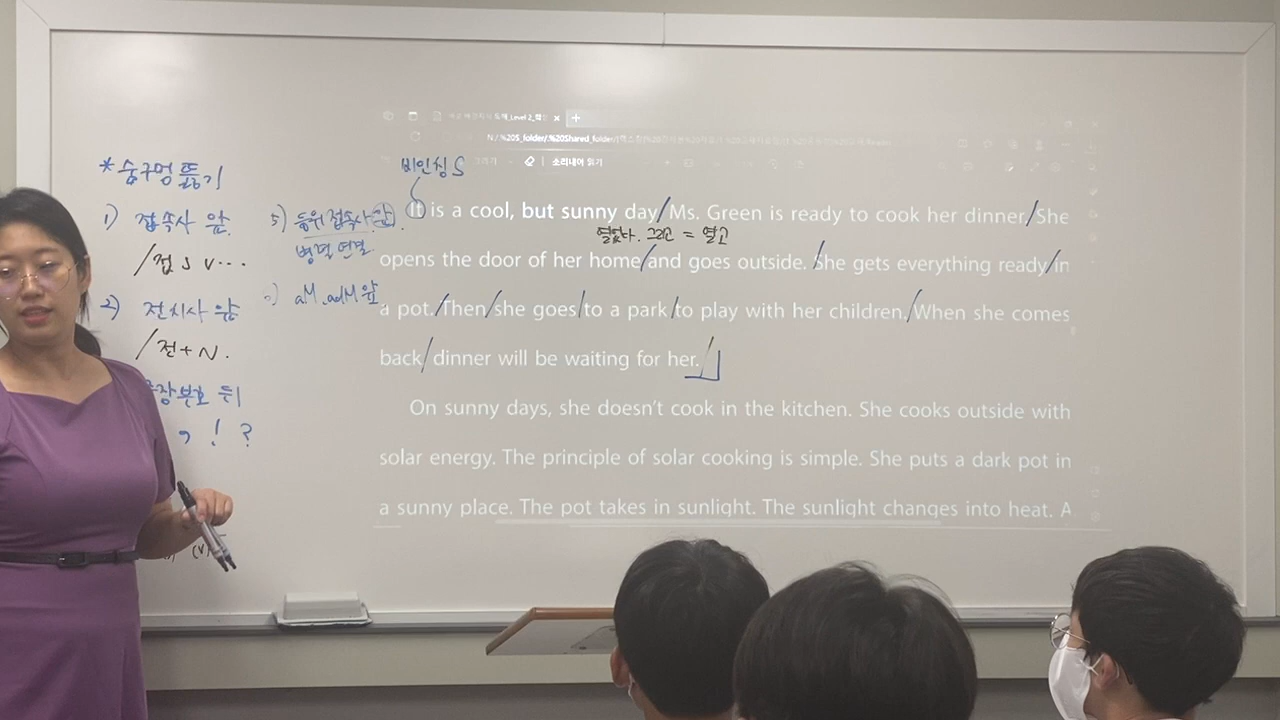 * 숨구멍 뚫기
1) 접속사 앞
/접 S V ...
2) 전치사 앞
/전 + N.
장부호 뒤
, ! ?
(V)
5) 등위 접속사 앞.
병렬 연결
aM.adM 앞
비인칭 S
소리내어 읽기
It is a cool, but sunny day/ Ms. Green is ready to cook her dinner./ She
열었다. 그리고 = 열고
opens the door of her home/ and goes outside. / She gets everything ready/ in
a pot./ Then/ she goes/ to a park/ to play with her children./ When she comes
back/ dinner will be waiting for her./
On sunny days, she doesn't cook in the kitchen. She cooks outside with
solar energy. The principle of solar cooking is simple. She puts a dark pot in
a sunny place. The pot takes in sunlight. The sunlight changes into heat. A